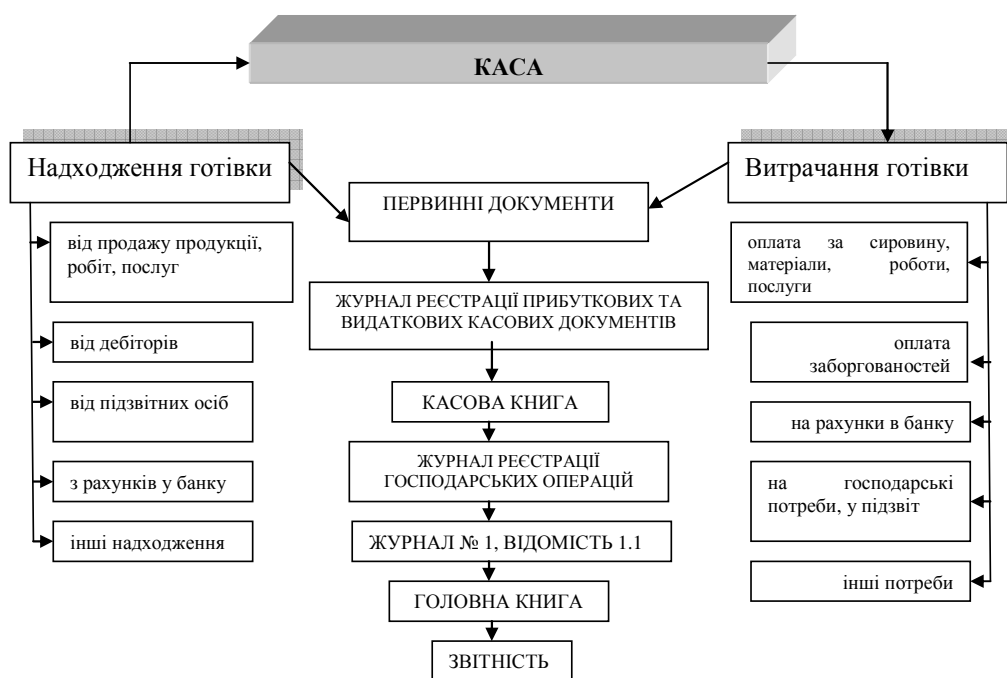 КАСА
Надходження готівки
Витрачання готівки
ПЕРВИННІ ДОКУМЕНТИ
від продажу продукції,
робіт, послуг
від дебіторів
від підзвітних осіб
з рахунків у банку
інші надходження
ЖУРНАЛ РЕЄСТРАЦІЇ ПРИБУТКОВИХ ТА
ВИДАТКОВИХ КАСОВИХ ДОКУМЕНТІВ
КАСОВА КНИГА
ЖУРНАЛ РЕЄСТРАЦІЇ
ГОСПОДАРСЬКИХ ОПЕРАЦІЙ
ЖУРНАЛ № 1, ВІДОМІСТЬ 1.1
ГОЛОВНА КНИГА
ЗВІТНІСТЬ
оплата за сировину,
матеріали, роботи,
послуги
оплата
заборгованостей
на рахунки в банку
на господарські
потреби, у підзвіт
інші потреби